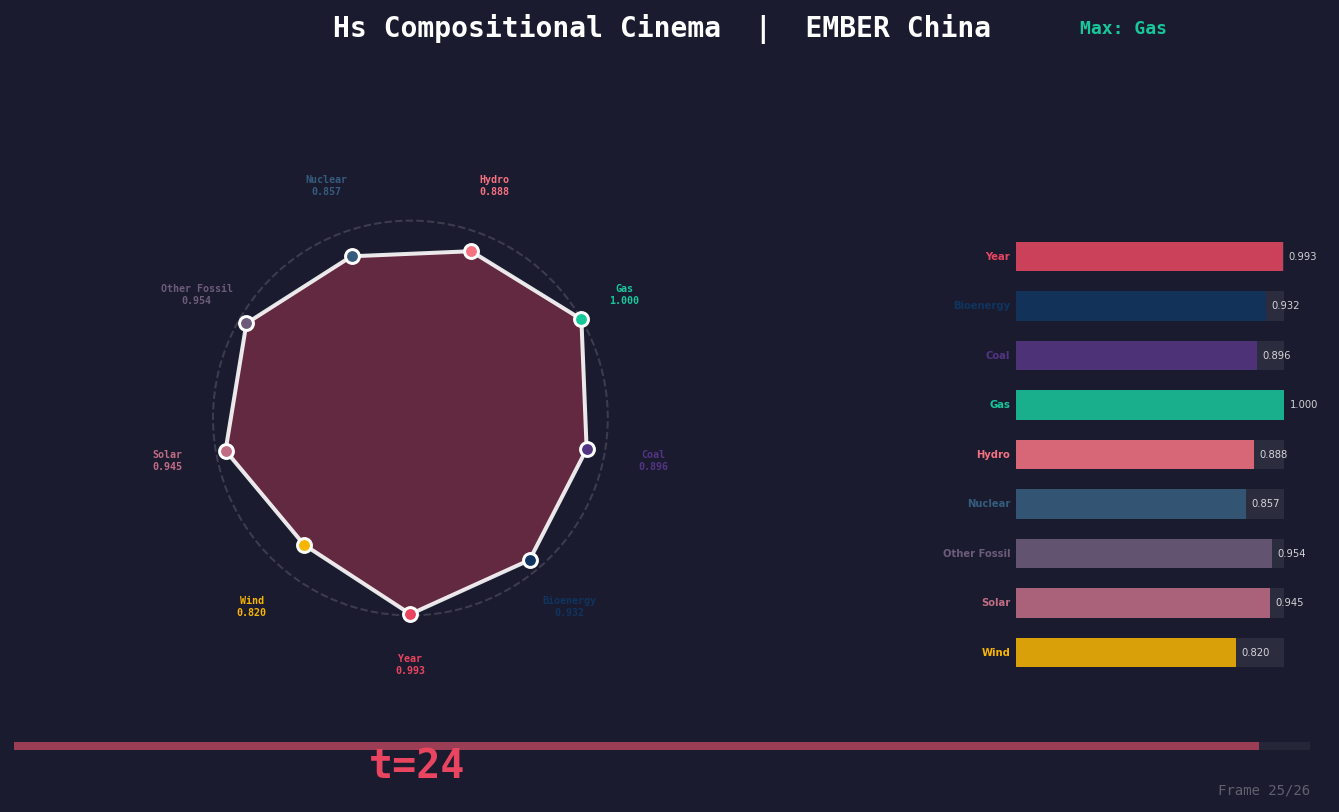 Hs Compositional Cinema | EMBER China
Max: Gas
Nuclear
0.857
Hydro
0.888
Other Fossil
0.954
Gas
1.000
Solar
0.945
Coal
0.896
Wind
0.820
Bioenergy
0.932
Year
0.993
Year 0.993
Bioenergy 0.932
Coal 0.896
Gas 1.000
Hydro 0.888
Nuclear 0.857
Other Fossil 0.954
Solar 0.945
Wind 0.820
t=24
Frame 25/26